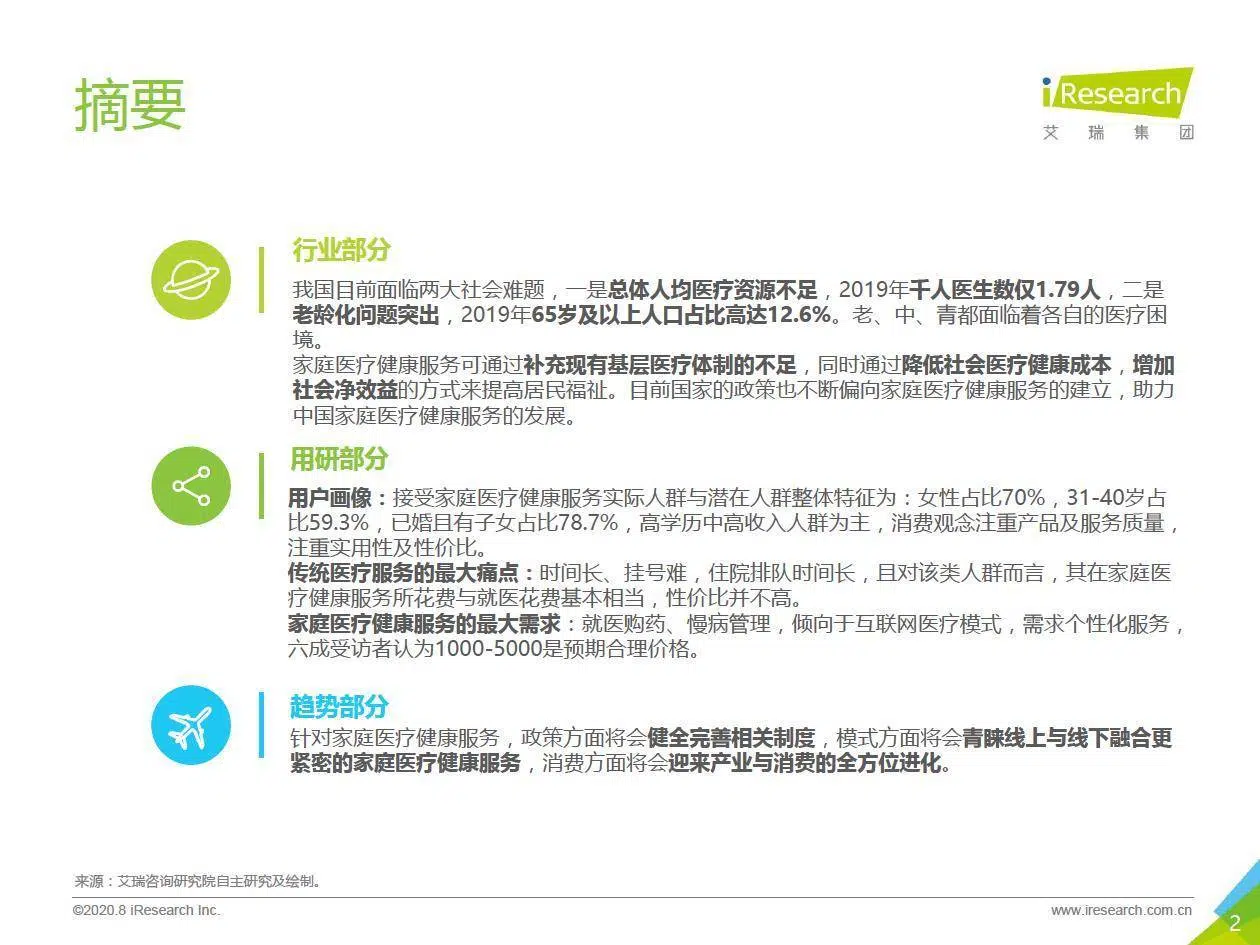 摘要
iResearch
艾瑞集团
行业部分
我国目前面临两大社会难题，一是总体人均医疗资源不足，2019年千人医生数仅1.79人，二是
老龄化问题突出，2019年65岁及以上人口占比高达12.6%。老、中、青都面临着各自的医疗困
境。
家庭医疗健康服务可通过补充现有基层医疗体制的不足，同时通过降低社会医疗健康成本，增加
社会净效益的方式来提高居民福祉。目前国家的政策也不断偏向家庭医疗健康服务的建立，助力
中国家庭医疗健康服务的发展。
用研部分
用户画像：接受家庭医疗健康服务实际人群与潜在人群整体特征为：女性占比70%，31-40岁占
比59.3%，已婚且有子女占比78.7%，高学历中高收入人群为主，消费观念注重产品及服务质量，
注重实用性及性价比。
传统医疗服务的最大痛点：时间长、挂号难，住院排队时间长，且对该类人群而言，其在家庭医
疗健康服务所花费与就医花费基本相当，性价比并不高。
家庭医疗健康服务的最大需求：就医购药、慢病管理，倾向于互联网医疗模式，需求个性化服务，
六成受访者认为1000-5000是预期合理价格。
趋势部分
针对家庭医疗健康服务，政策方面将会健全完善相关制度，模式方面将会青睐线上与线下融合更
紧密的家庭医疗健康服务，消费方面将会迎来产业与消费的全方位进化。
来源：艾瑞咨询研究院自主研究及绘制。
©2020.8 iResearch Inc.
www.iresearch.com.cn
2